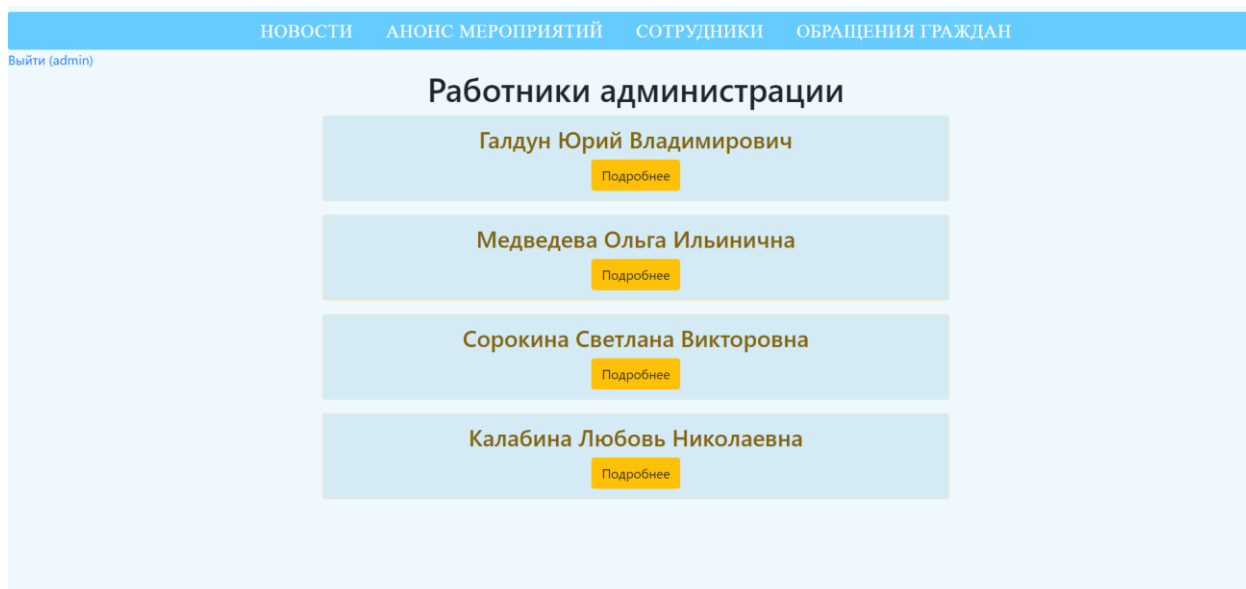 НОВОСТИ АНОНС МЕРОПРИЯТИЙ СОТРУДНИКИ ОБРАЩЕНИЯ ГРАЖДАН
Выйти (admin)
Работники администрации
Галдун Юрий Владимирович
Подробнее
Медведева Ольга Ильинична
Подробнее
Сорокина Светлана Викторовна
Подробнее
Калабина Любовь Николаевна
Подробнее